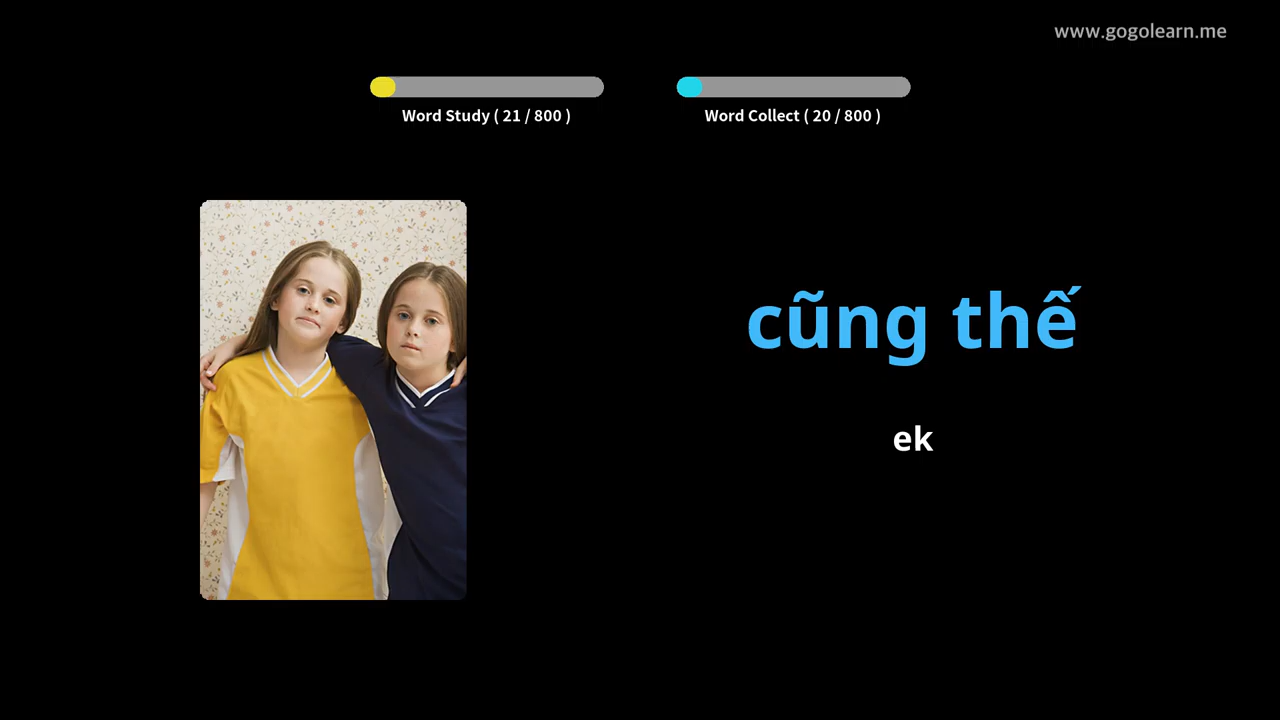 www.gogolearn.me
Word Study ( 21 / 800 )
Word Collect ( 20 / 800 )
cũng thế
ek